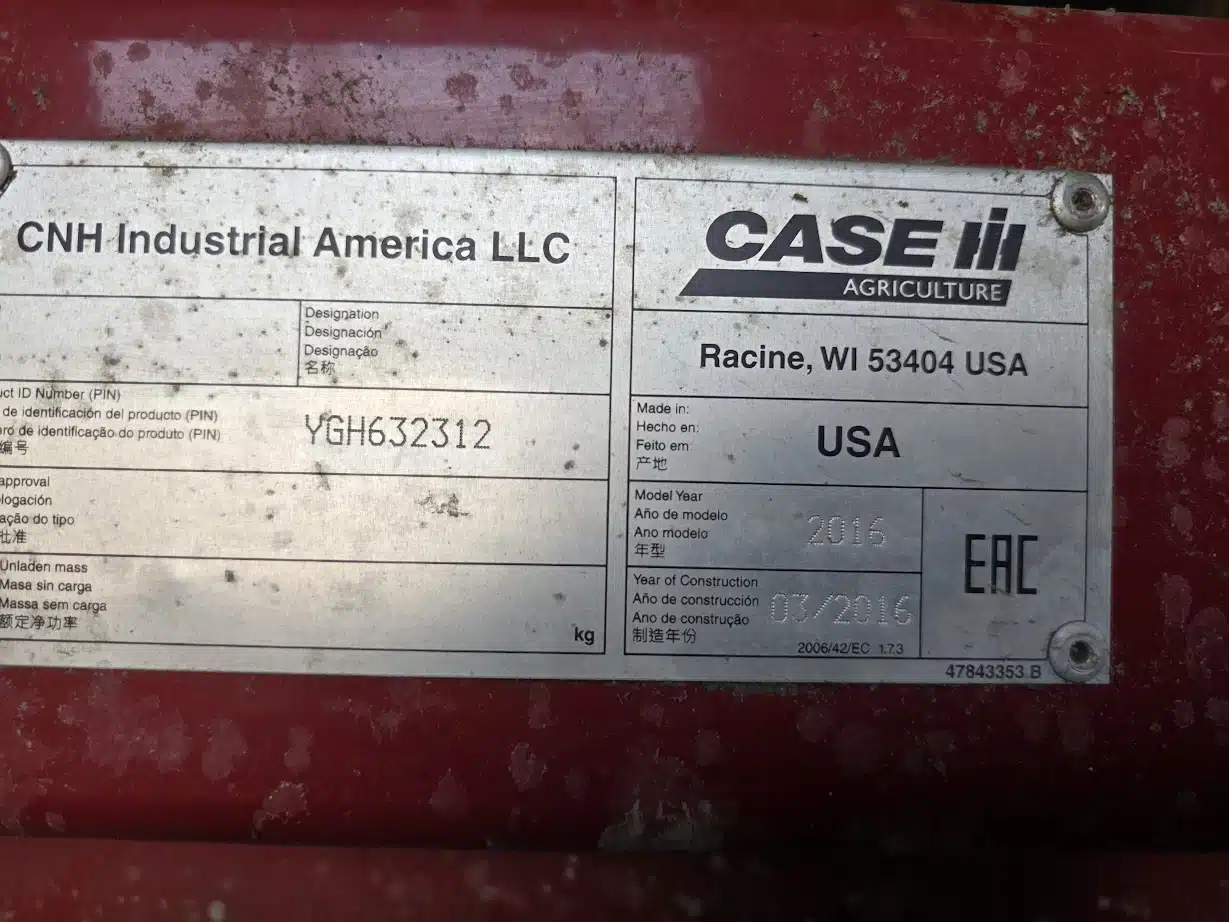 CNH Industrial America LLC
Designation
Designación
Designação
名称
ID Number (PIN)
de identificación del producto (PIN)
de identificação do produto (PIN)
编号
YGH632312
approval
do tipo
批准
Unladen mass
Masa sin carga
Massa sem carga
额定净功率
kg
CASE IH
AGRICULTURE
Racine, WI 53404 USA
Made in:
Hecho en:
Feito em
产地
USA
Model Year
Año de modelo
Ano modelo
年型
2016
Year of Construction
Año de construcción
Ano de construção
制造年份
03/2016
2006/42/EC 1.7.3
EAC
47843353 B